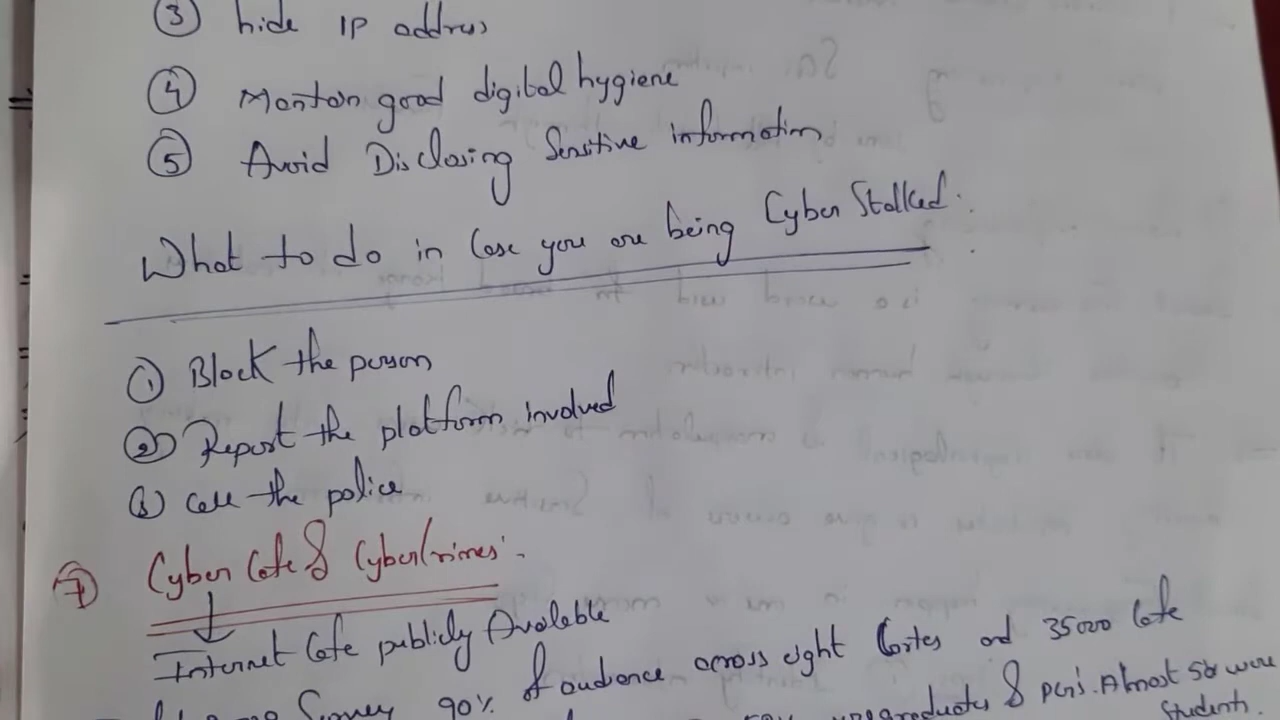 ③ hide IP address
④ Mantain good digital hygiene
⑤ Avoid Disclosing Sensitive information
What to do in Case you are being Cyber Stalked.
① Block the person
② Report the platform involved
③ call the police
⑦ Cyber Cafe & CyberCrimes.
Internet Cafe publicly Available
Survey 90% of audience across eight Cortes and 35000 Cafe
& PG's. Almost 50% were
Students.